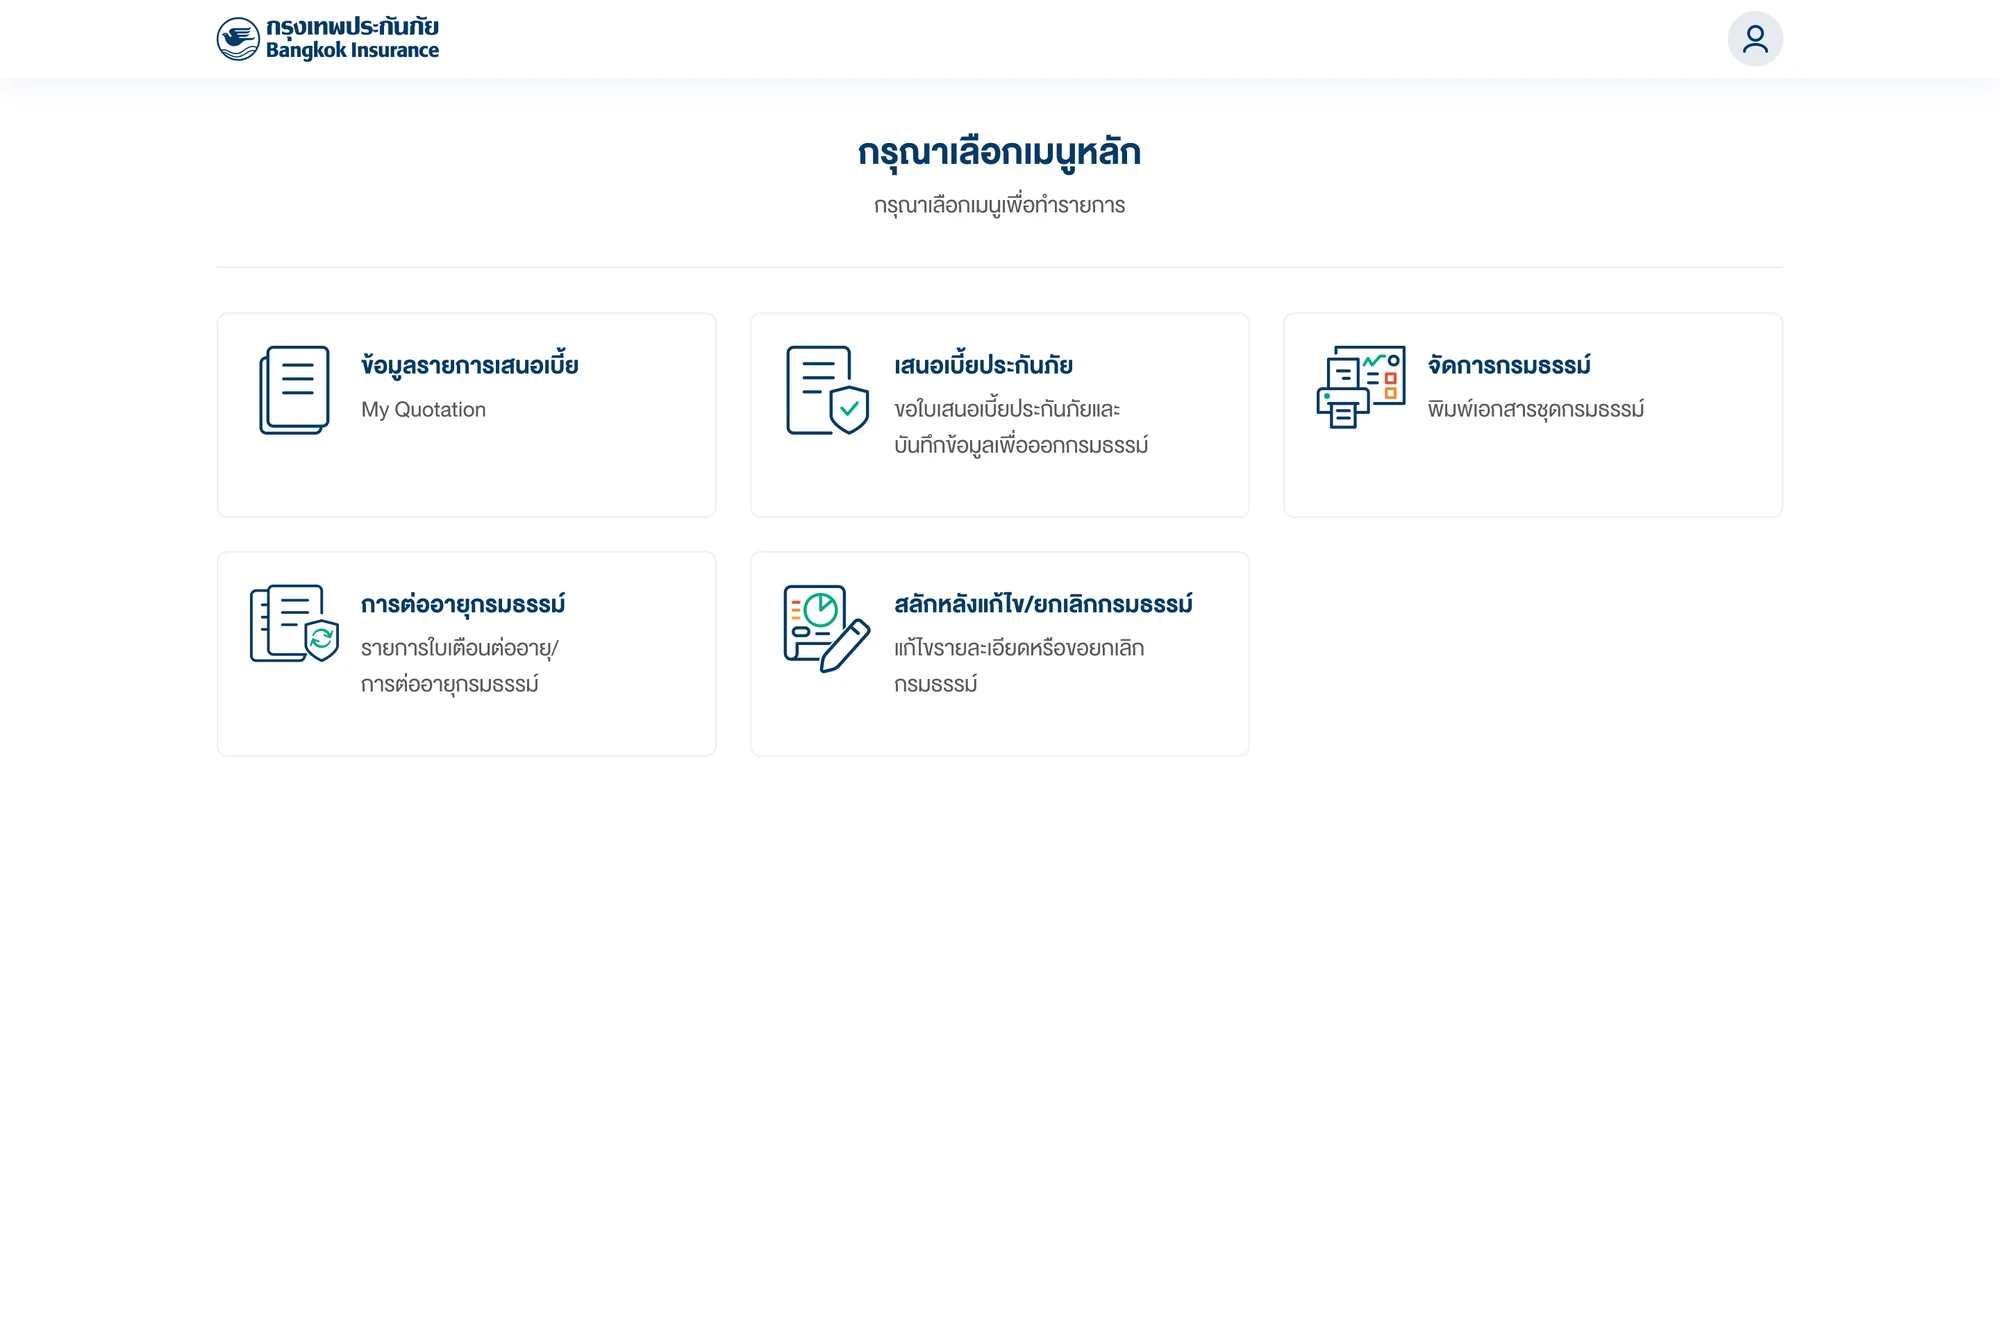 กรุงเทพประกันภัย
Bangkok Insurance
กรุณาเลือกเมนูหลัก
กรุณาเลือกเมนูเพื่อทำรายการ
ข้อมูลรายการเสนอเบี้ย
My Quotation
เสนอเบี้ยประกันภัย
ขอใบเสนอเบี้ยประกันภัยและ
บันทึกข้อมูลเพื่อออกกรมธรรม์
จัดการกรมธรรม์
พิมพ์เอกสารชุดกรมธรรม์
การต่ออายุกรมธรรม์
รายการใบเตือนต่ออายุ/
การต่ออายุกรมธรรม์
สลักหลังแก้ไข/ยกเลิกกรมธรรม์
แก้ไขรายละเอียดหรือขอยกเลิก
กรมธรรม์